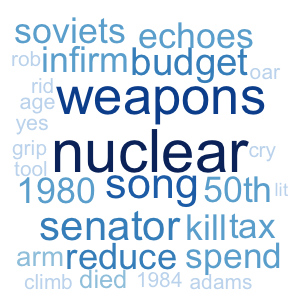 soviets echoes
rob infirm budget oar
rid weapons
age
yes
nuclear
grip cry
tool
1980 song 50th lit
senator kill tax
arm reduce spend
climb died 1984 adams